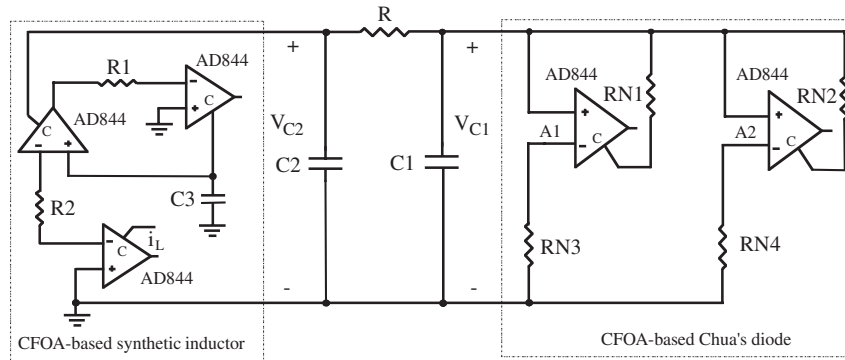 R
R1
AD844
AD844
C
C
+
-
+
-
R2
C3
i_L
C
AD844
CFOA-based synthetic inductor
+
V_C2
-
C2
C1
+
V_C1
-
AD844
RN1
A1
C
RN3
AD844
RN2
A2
C
RN4
CFOA-based Chua's diode